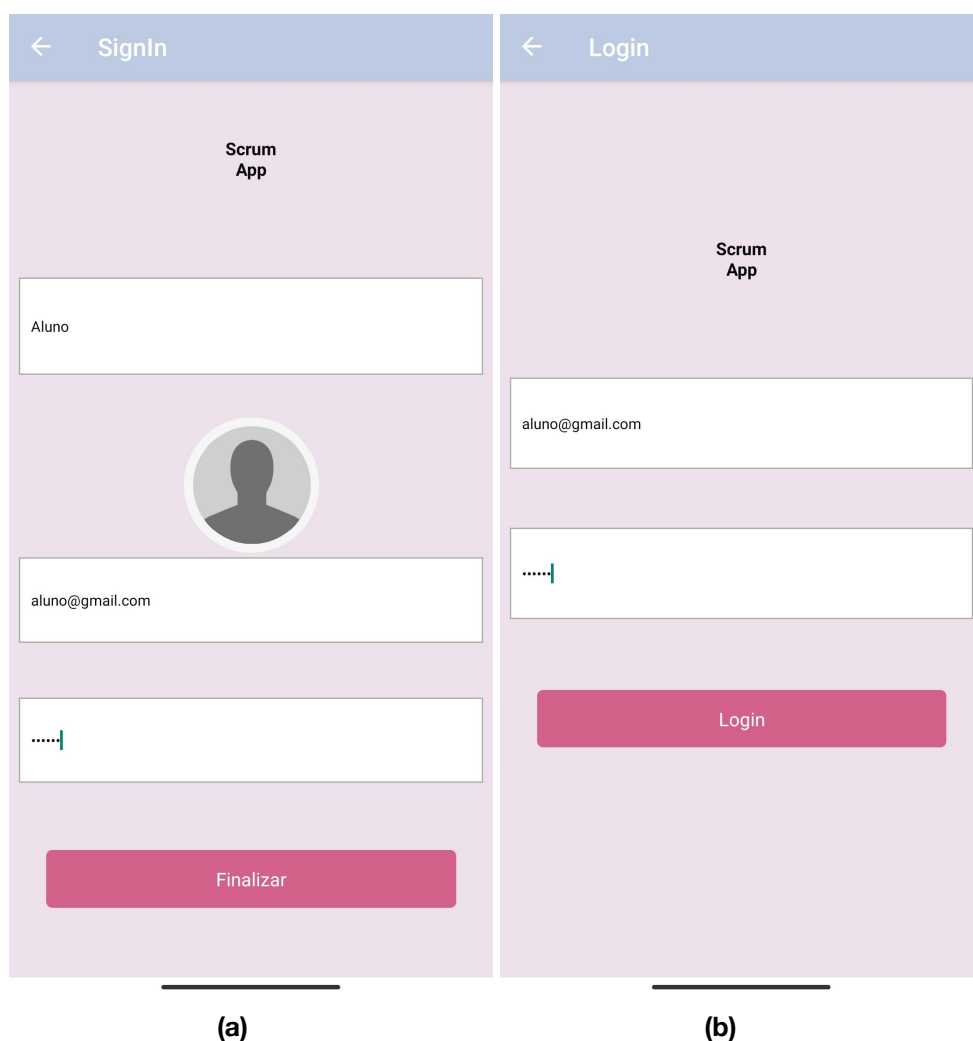 SignIn
Scrum
App
Aluno
aluno@gmail.com
••••••
Finalizar
(a)
Login
Scrum
App
aluno@gmail.com
••••••
Login
(b)